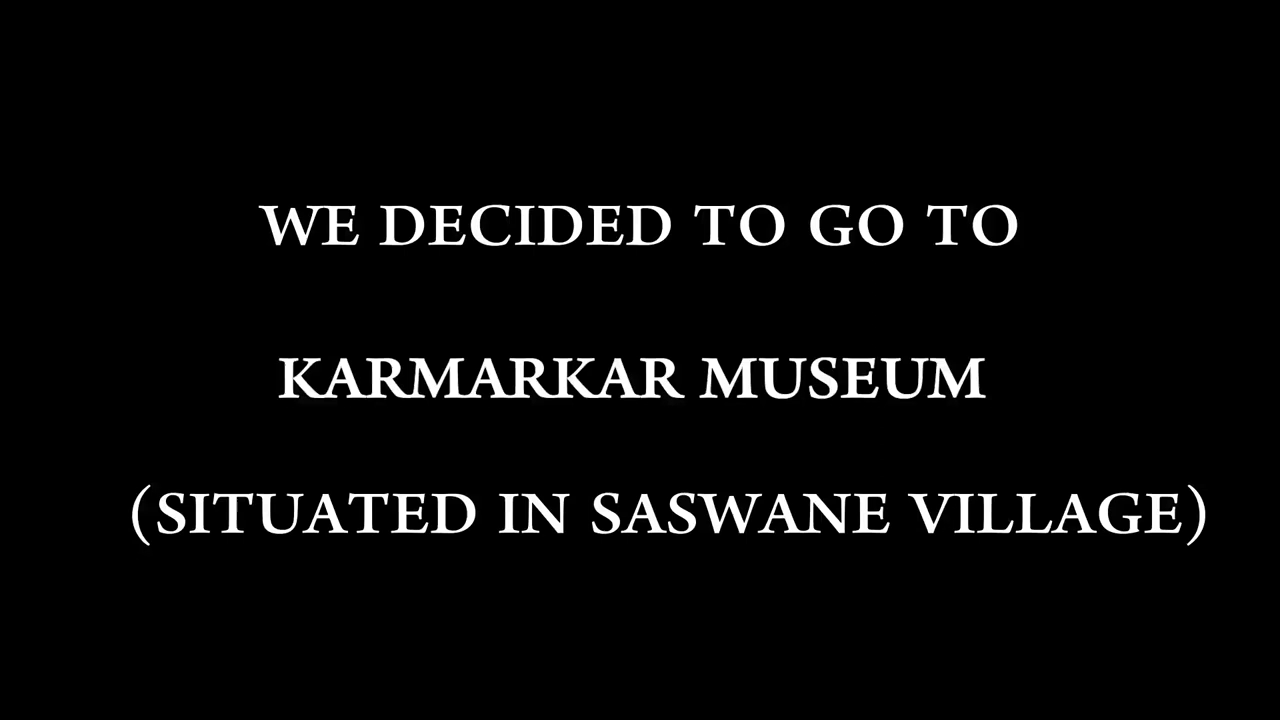 WE DECIDED TO GO TO
KARMARKAR MUSEUM
(SITUATED IN SASWANE VILLAGE)